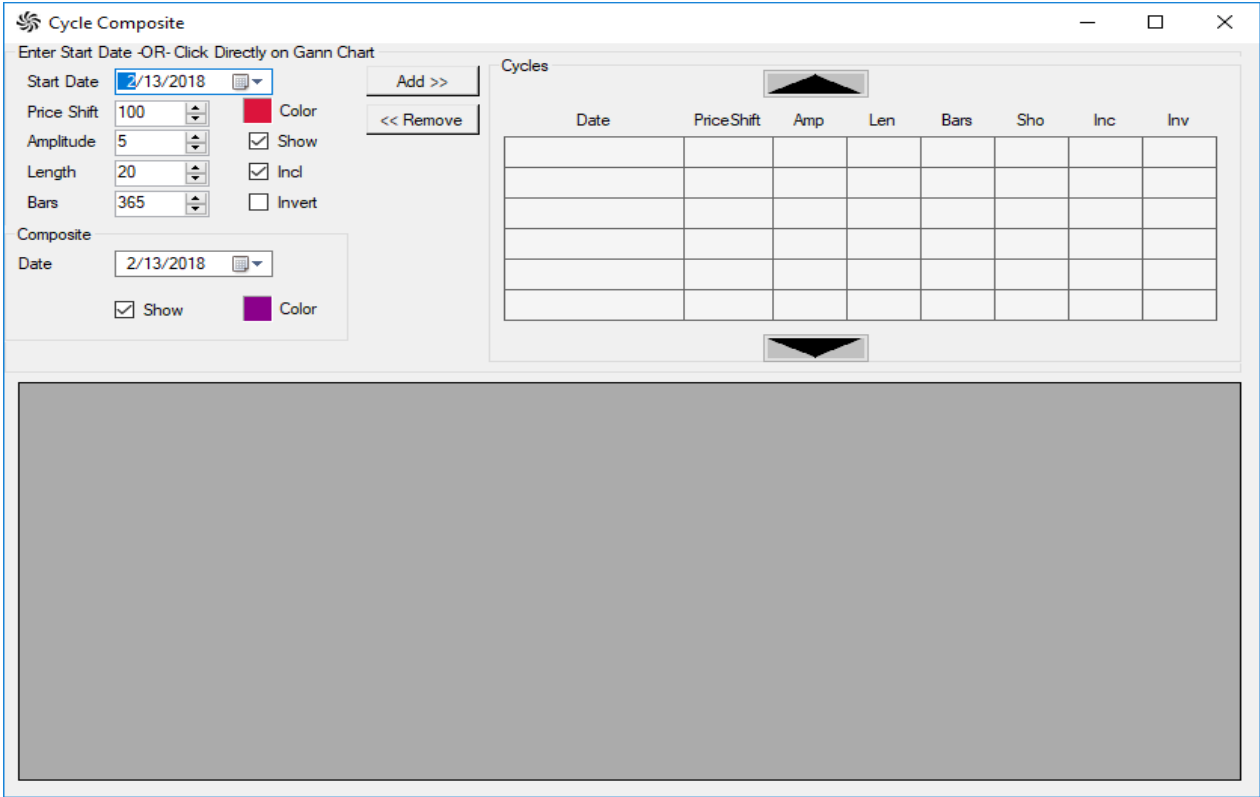 Cycle Composite
Enter Start Date -OR- Click Directly on Gann Chart
Start Date 2/13/2018
Price Shift 100 Color
Amplitude 5 Show
Length 20 Incl
Bars 365 Invert
Add >>
<< Remove
Composite
Date 2/13/2018
Show Color
Cycles
Date PriceShift Amp Len Bars Sho Inc Inv